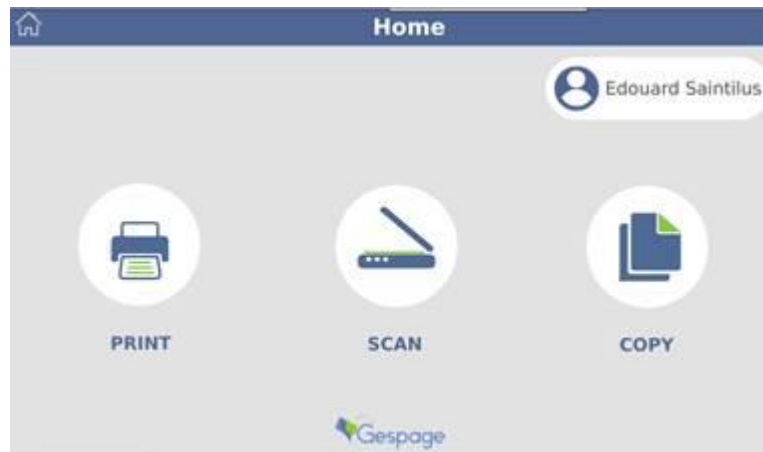 Home
Edouard Saintilus
PRINT
SCAN
COPY
Gespage